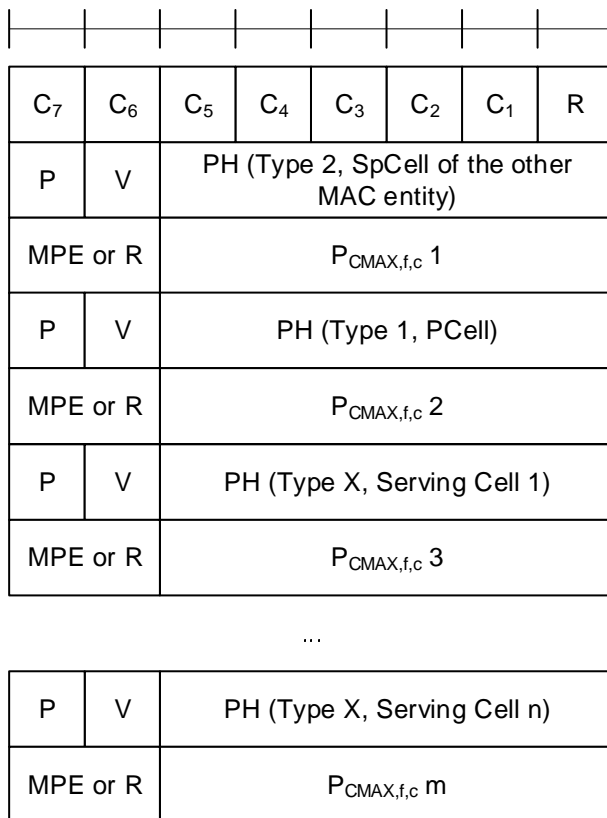 C7 C6 C5 C4 C3 C2 C1 R
P V PH (Type 2, SpCell of the other
MAC entity)
MPE or R PCMAX,f,c 1
P V PH (Type 1, PCell)
MPE or R PCMAX,f,c 2
P V PH (Type X, Serving Cell 1)
MPE or R PCMAX,f,c 3
...
P V PH (Type X, Serving Cell n)
MPE or R PCMAX,f,c m